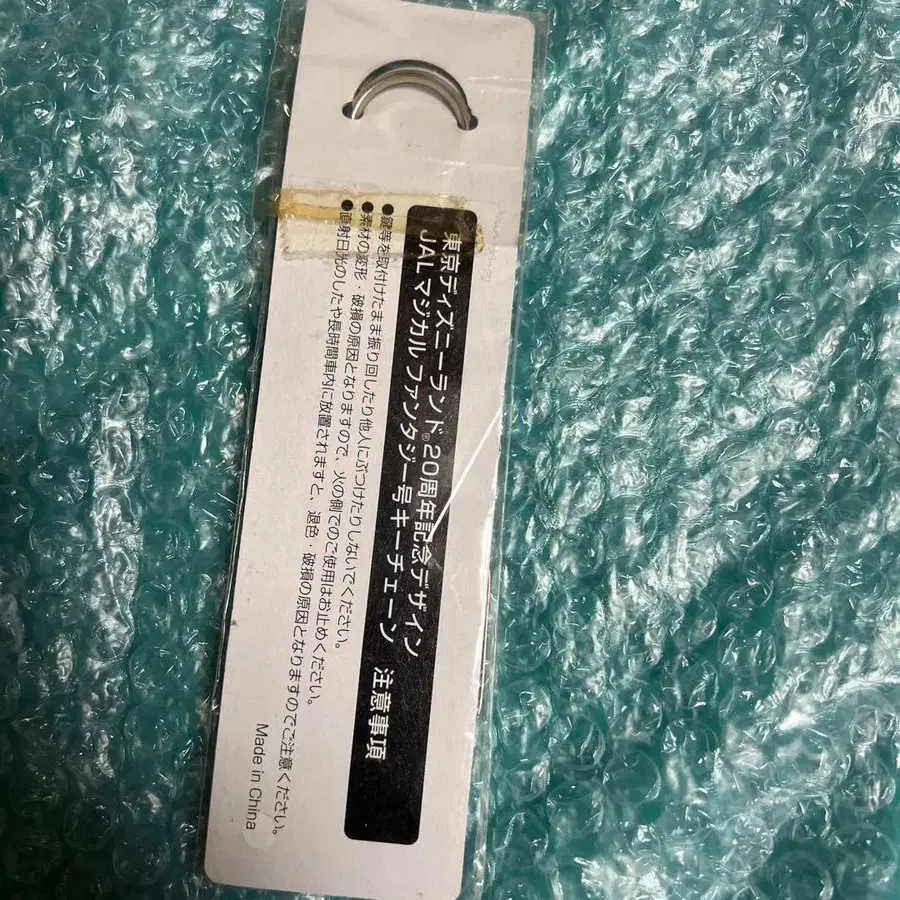 東京ディズニーランド®20周年記念デザイン
JAL マジカル ファンタジー号キーチェーン 注意事項
●鍵等を取付けたまま振り回したり他人にぶつけたりしないでください。
●素材の変形・破損の原因となりますので、火の側でのご使用はお止めください。
●直射日光のしたや長時間車内に放置されますと、退色・破損の原因となりますのでご注意ください。
Made in China